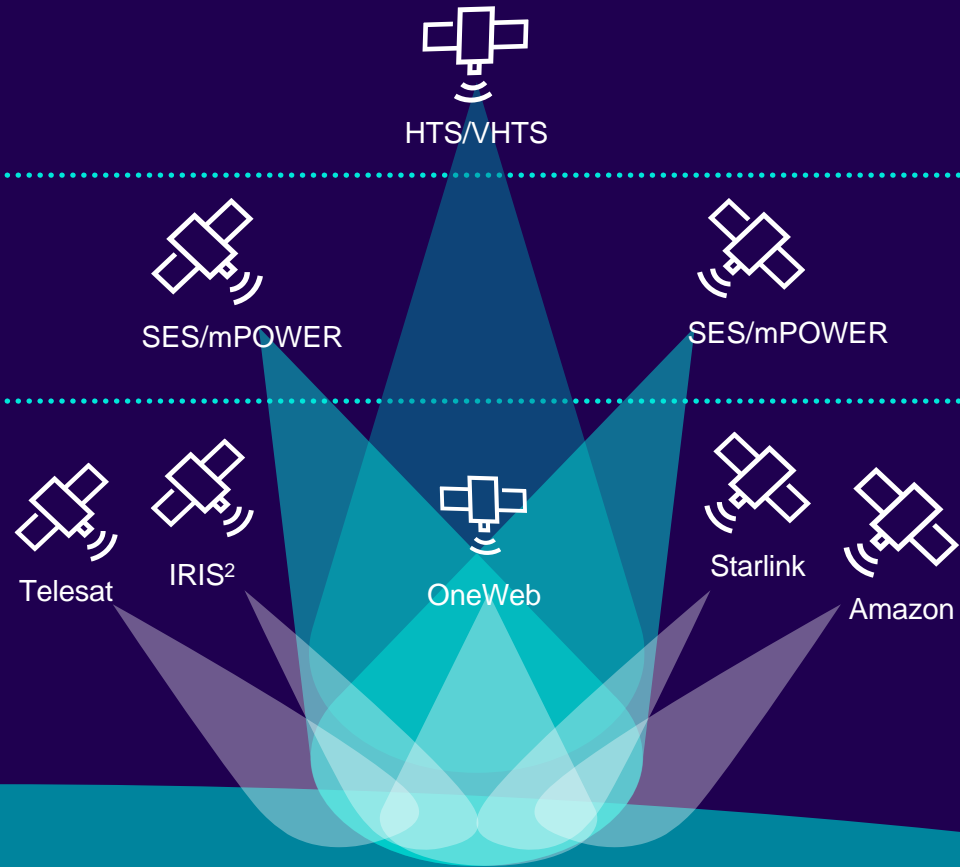 HTS/VHTS
SES/mPOWER
SES/mPOWER
Telesat
IRIS²
OneWeb
Starlink
Amazon